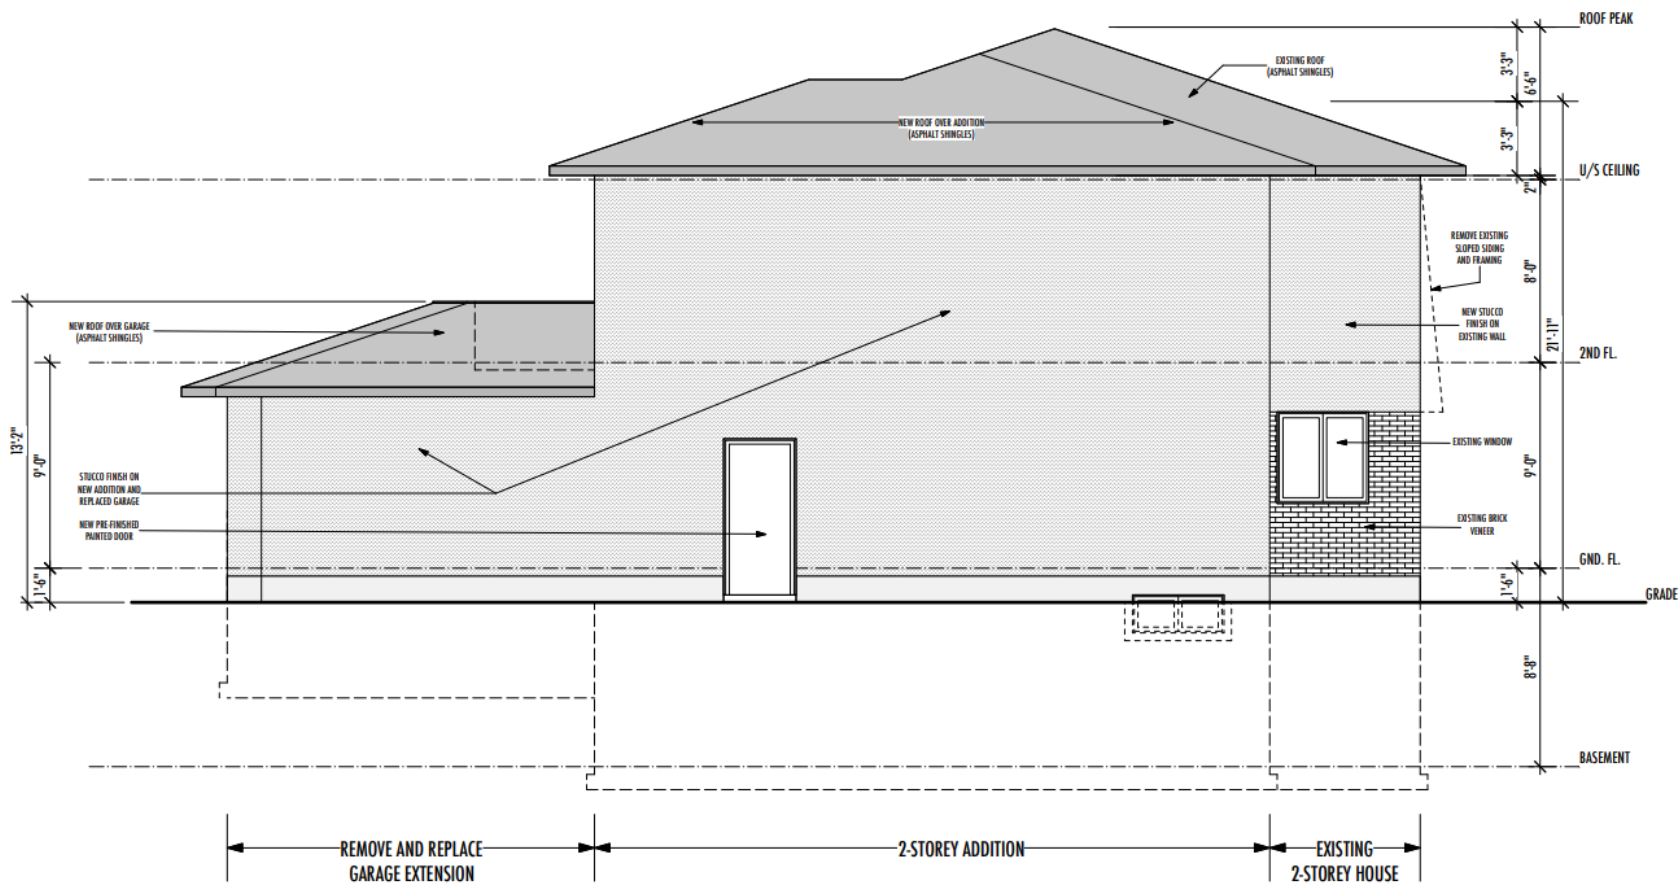 ROOF PEAK
3'-3"
6'-6"
EXISTING ROOF
(ASPHALT SHINGLES)
NEW ROOF OVER ADDITION
(ASPHALT SHINGLES)
3'-3"
U/S CEILING
2"
REMOVE EXISTING
SLOPED SIDING
AND FRAMING
8'-0"
NEW STUCCO
FINISH ON
EXISTING WALL
21'-11"
NEW ROOF OVER GARAGE
(ASPHALT SHINGLES)
2ND FL.
13'-2"
9'-0"
EXISTING WINDOW
9'-0"
STUCCO FINISH ON
NEW ADDITION AND
REPLACED GARAGE
NEW PRE-FINISHED
PAINTED DOOR
EXISTING BRICK
VENEER
GND. FL.
1'-6"
1'-6"
GRADE
8'-8"
BASEMENT
REMOVE AND REPLACE
GARAGE EXTENSION
2-STOREY ADDITION
EXISTING
2-STOREY HOUSE